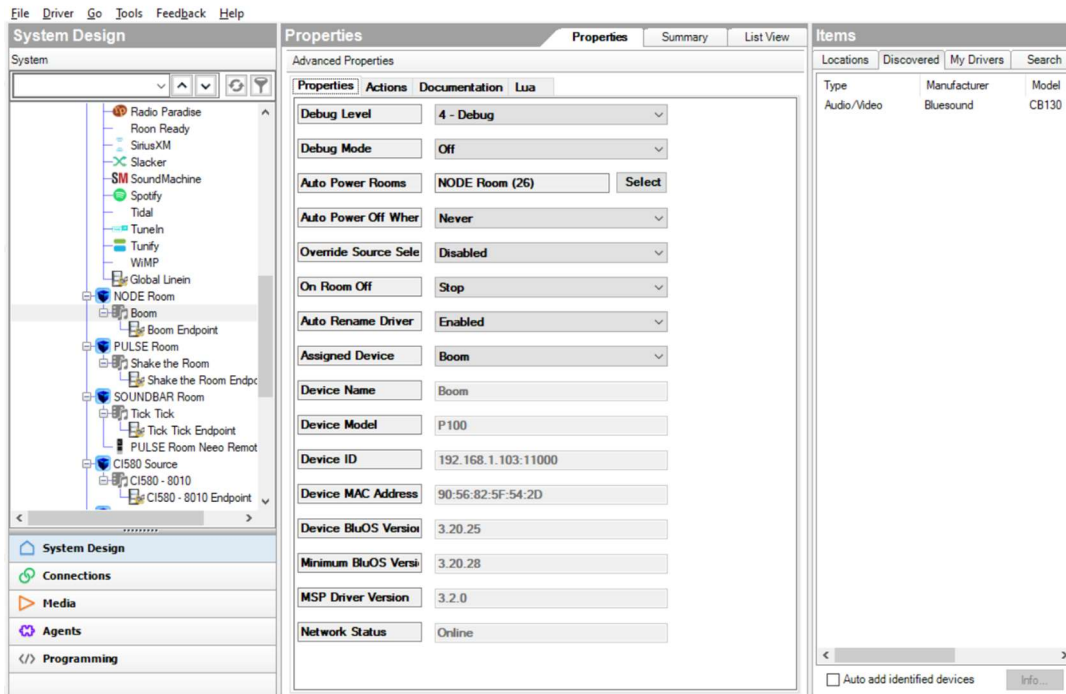 File Driver Go Tools Feedback Help
System Design
System
Radio Paradise
Roon Ready
SiriusXM
Slacker
SM SoundMachine
Spotify
Tidal
TuneIn
Tunify
WiMP
Global Linein
NODE Room
Boom
Boom Endpoint
PULSE Room
Shake the Room
Shake the Room Endpc
SOUNDBAR Room
Tick Tick
Tick Tick Endpoint
PULSE Room Neeo Remot
CI580 Source
CI580 - 8010
CI580 - 8010 Endpoint
System Design
Connections
Media
Agents
Programming
Properties Properties Summary List View
Advanced Properties
Properties Actions Documentation Lua
Debug Level 4 - Debug
Debug Mode Off
Auto Power Rooms NODE Room (26) Select
Auto Power Off Wher Never
Override Source Sele Disabled
On Room Off Stop
Auto Rename Driver Enabled
Assigned Device Boom
Device Name Boom
Device Model P100
Device ID 192.168.1.103:11000
Device MAC Address 90:56:82:5F:54:2D
Device BluOS Version 3.20.25
Minimum BluOS Versi 3.20.28
MSP Driver Version 3.2.0
Network Status Online
Items
Locations Discovered My Drivers Search
Type Manufacturer Model
Audio/Video Bluesound CB130
Auto add identified devices Info...